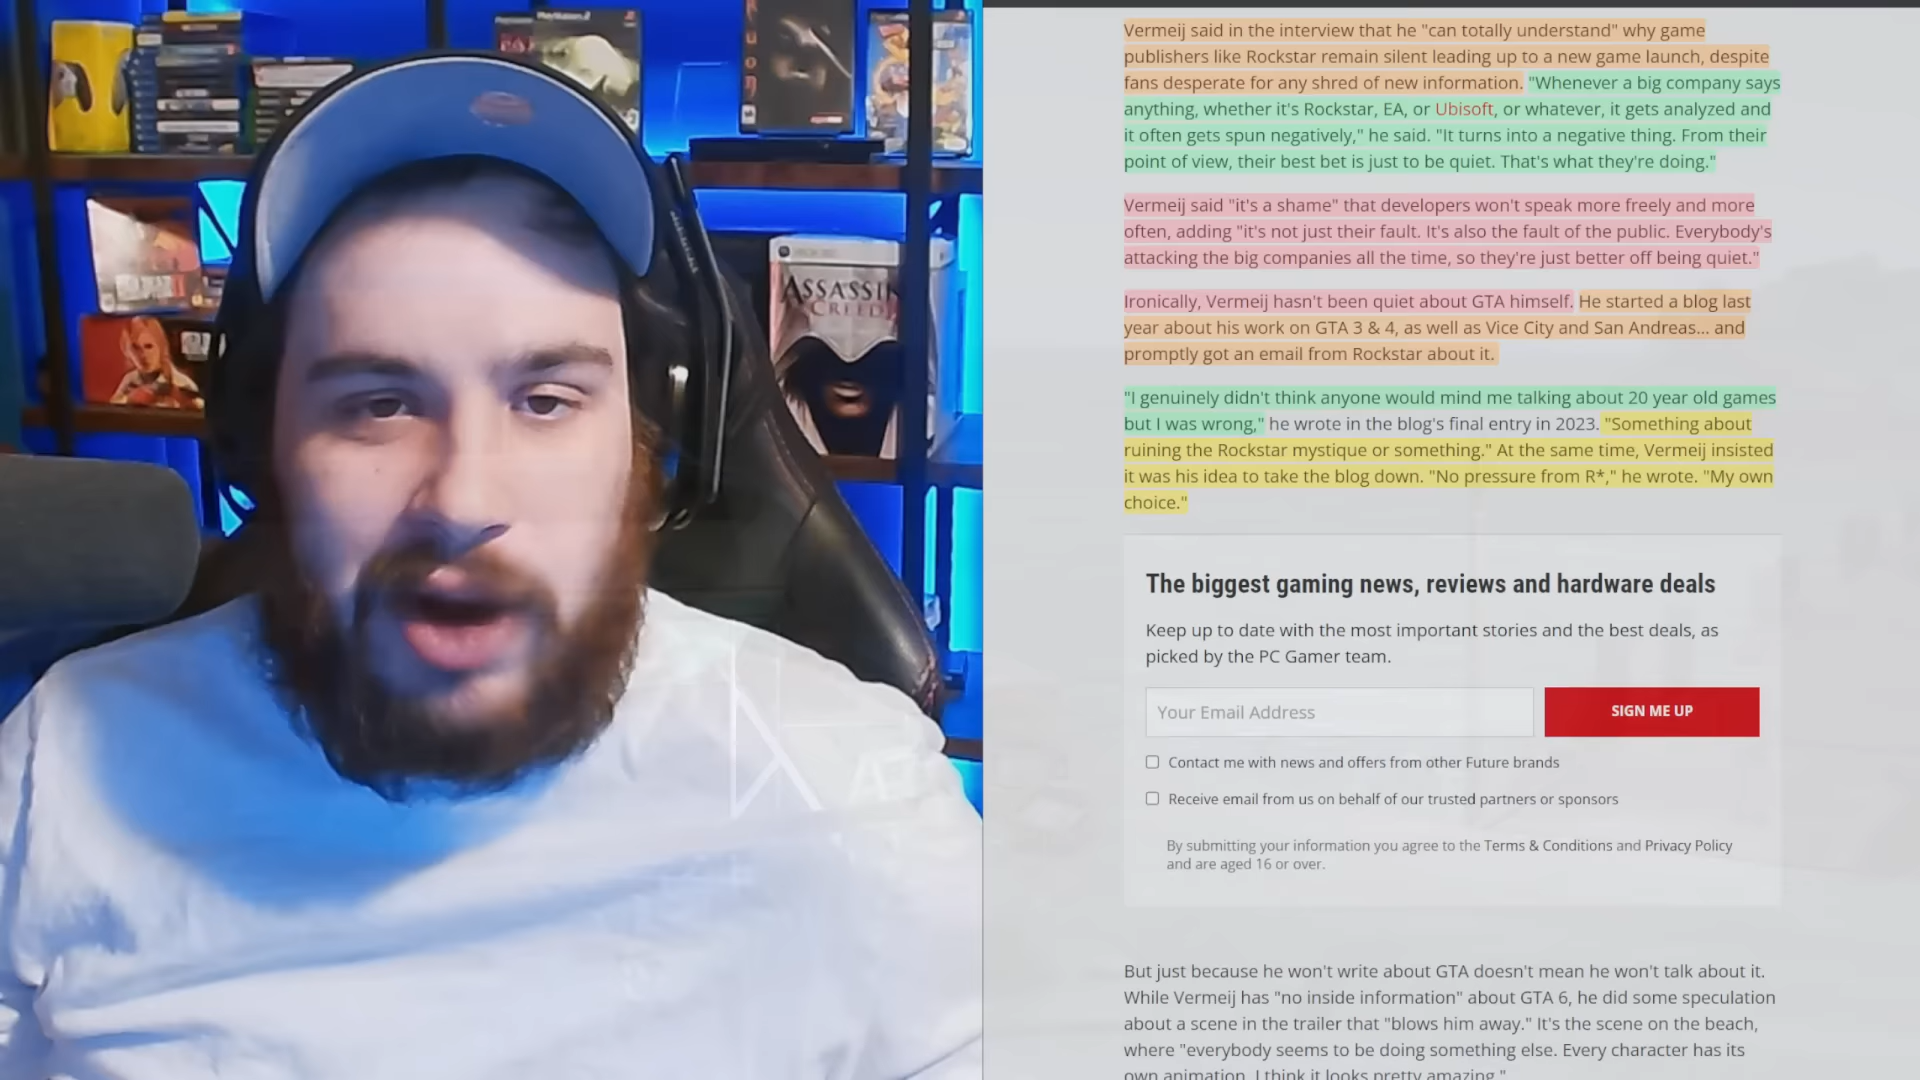 PlayStation 2
XBOX 360
ASSASSIN
CREED
Vermeij said in the interview that he "can totally understand" why game
publishers like Rockstar remain silent leading up to a new game launch, despite
fans desperate for any shred of new information. "Whenever a big company says
anything, whether it's Rockstar, EA, or Ubisoft, or whatever, it gets analyzed and
it often gets spun negatively," he said. "It turns into a negative thing. From their
point of view, their best bet is just to be quiet. That's what they're doing."
Vermeij said "it's a shame" that developers won't speak more freely and more
often, adding "it's not just their fault. It's also the fault of the public. Everybody's
attacking the big companies all the time, so they're just better off being quiet."
Ironically, Vermeij hasn't been quiet about GTA himself. He started a blog last
year about his work on GTA 3 & 4, as well as Vice City and San Andreas... and
promptly got an email from Rockstar about it.
"I genuinely didn't think anyone would mind me talking about 20 year old games
but I was wrong," he wrote in the blog's final entry in 2023. "Something about
ruining the Rockstar mystique or something." At the same time, Vermeij insisted
it was his idea to take the blog down. "No pressure from R*," he wrote. "My own
choice."
The biggest gaming news, reviews and hardware deals
Keep up to date with the most important stories and the best deals, as
picked by the PC Gamer team.
Your Email Address
SIGN ME UP
Contact me with news and offers from other Future brands
Receive email from us on behalf of our trusted partners or sponsors
By submitting your information you agree to the Terms & Conditions and Privacy Policy
and are aged 16 or over.
But just because he won't write about GTA doesn't mean he won't talk about it.
While Vermeij has "no inside information" about GTA 6, he did some speculation
about a scene in the trailer that "blows him away." It's the scene on the beach,
where "everybody seems to be doing something else. Every character has its
own animation. I think it looks pretty amazing."